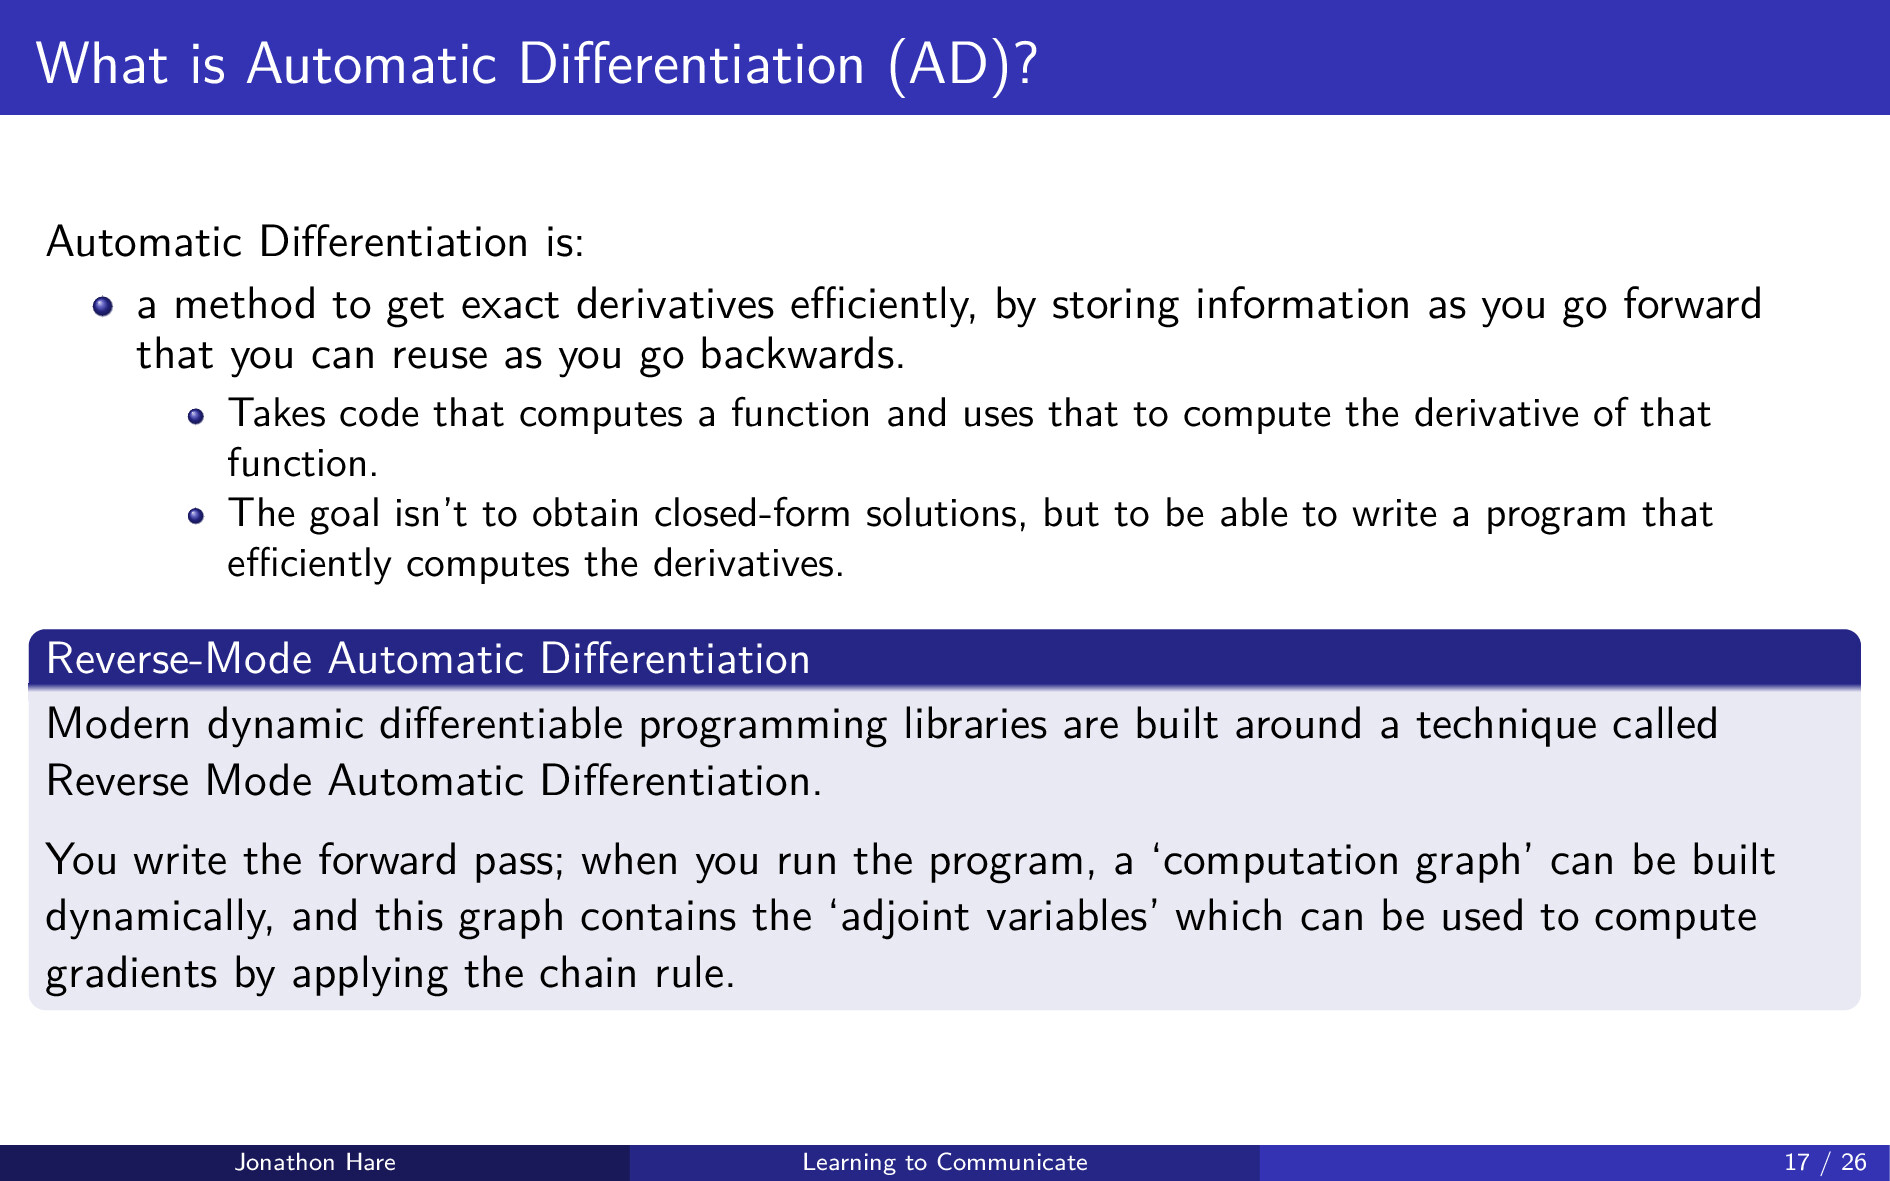 What is Automatic Differentiation (AD)?
Automatic Differentiation is:
a method to get exact derivatives efficiently, by storing information as you go forward
that you can reuse as you go backwards.
Takes code that computes a function and uses that to compute the derivative of that
function.
The goal isn't to obtain closed-form solutions, but to be able to write a program that
efficiently computes the derivatives.
Reverse-Mode Automatic Differentiation
Modern dynamic differentiable programming libraries are built around a technique called
Reverse Mode Automatic Differentiation.
You write the forward pass; when you run the program, a ‘computation graph’ can be built
dynamically, and this graph contains the ‘adjoint variables’ which can be used to compute
gradients by applying the chain rule.
Jonathon Hare
Learning to Communicate
17 / 26